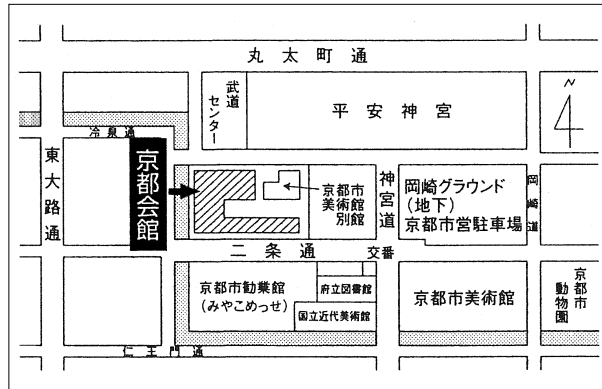 丸太町通
武道
センター
平安神宮
N
冷泉通
東大路通
京都会館
京都市
美術館
別館
神宮道
岡崎グラウンド
(地下)
京都市営駐車場
岡崎道
二条通
交番
京都市勧業館
(みやこめっせ)
府立図書館
国立近代美術館
京都市美術館
京都市
動物園
仁王門通